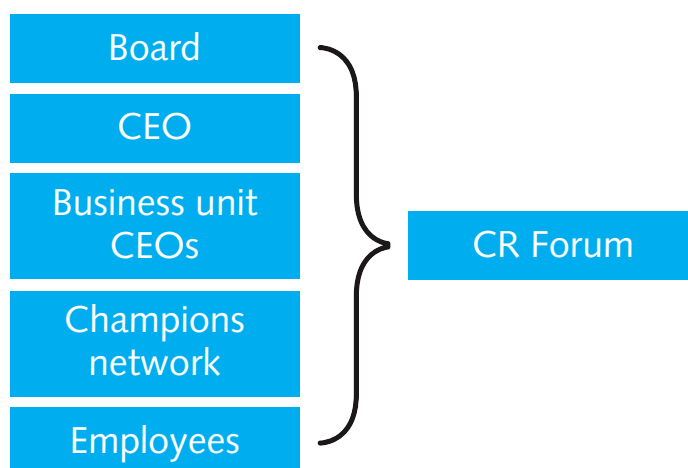 Board
CEO
Business unit
CEOs
CR Forum
Champions
network
Employees